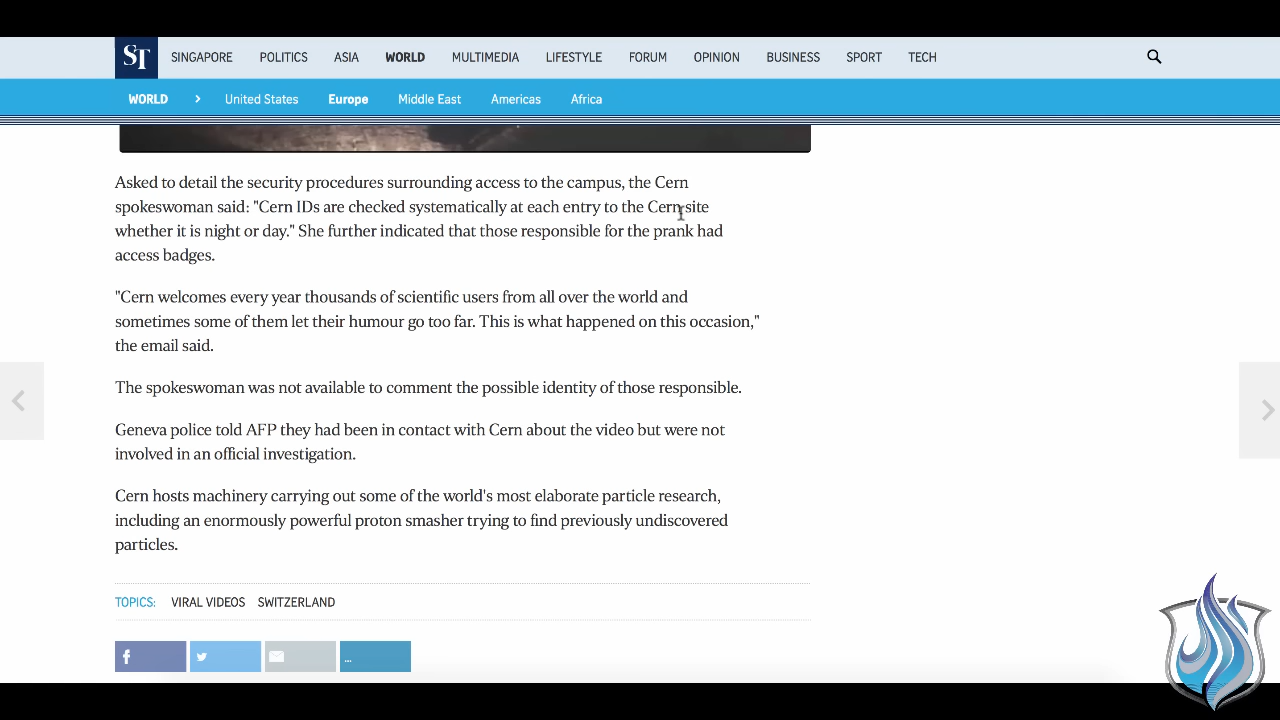 ST SINGAPORE POLITICS ASIA WORLD MULTIMEDIA LIFESTYLE FORUM OPINION BUSINESS SPORT TECH
WORLD > United States Europe Middle East Americas Africa
Asked to detail the security procedures surrounding access to the campus, the Cern
spokeswoman said: "Cern IDs are checked systematically at each entry to the Cern site
whether it is night or day." She further indicated that those responsible for the prank had
access badges.
"Cern welcomes every year thousands of scientific users from all over the world and
sometimes some of them let their humour go too far. This is what happened on this occasion,"
the email said.
The spokeswoman was not available to comment the possible identity of those responsible.
Geneva police told AFP they had been in contact with Cern about the video but were not
involved in an official investigation.
Cern hosts machinery carrying out some of the world's most elaborate particle research,
including an enormously powerful proton smasher trying to find previously undiscovered
particles.
TOPICS: VIRAL VIDEOS SWITZERLAND
f ...